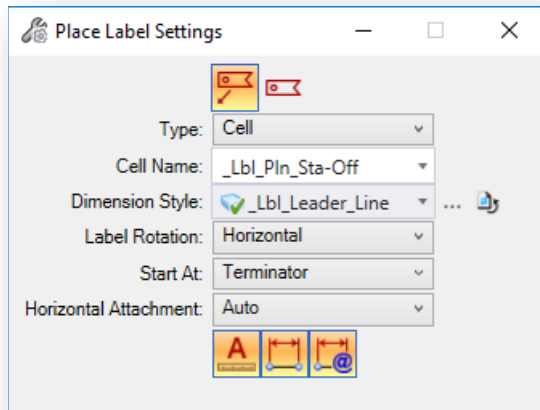 Place Label Settings
Type: Cell
Cell Name: _Lbl_Pln_Sta-Off
Dimension Style: _Lbl_Leader_Line ...
Label Rotation: Horizontal
Start At: Terminator
Horizontal Attachment: Auto
A @